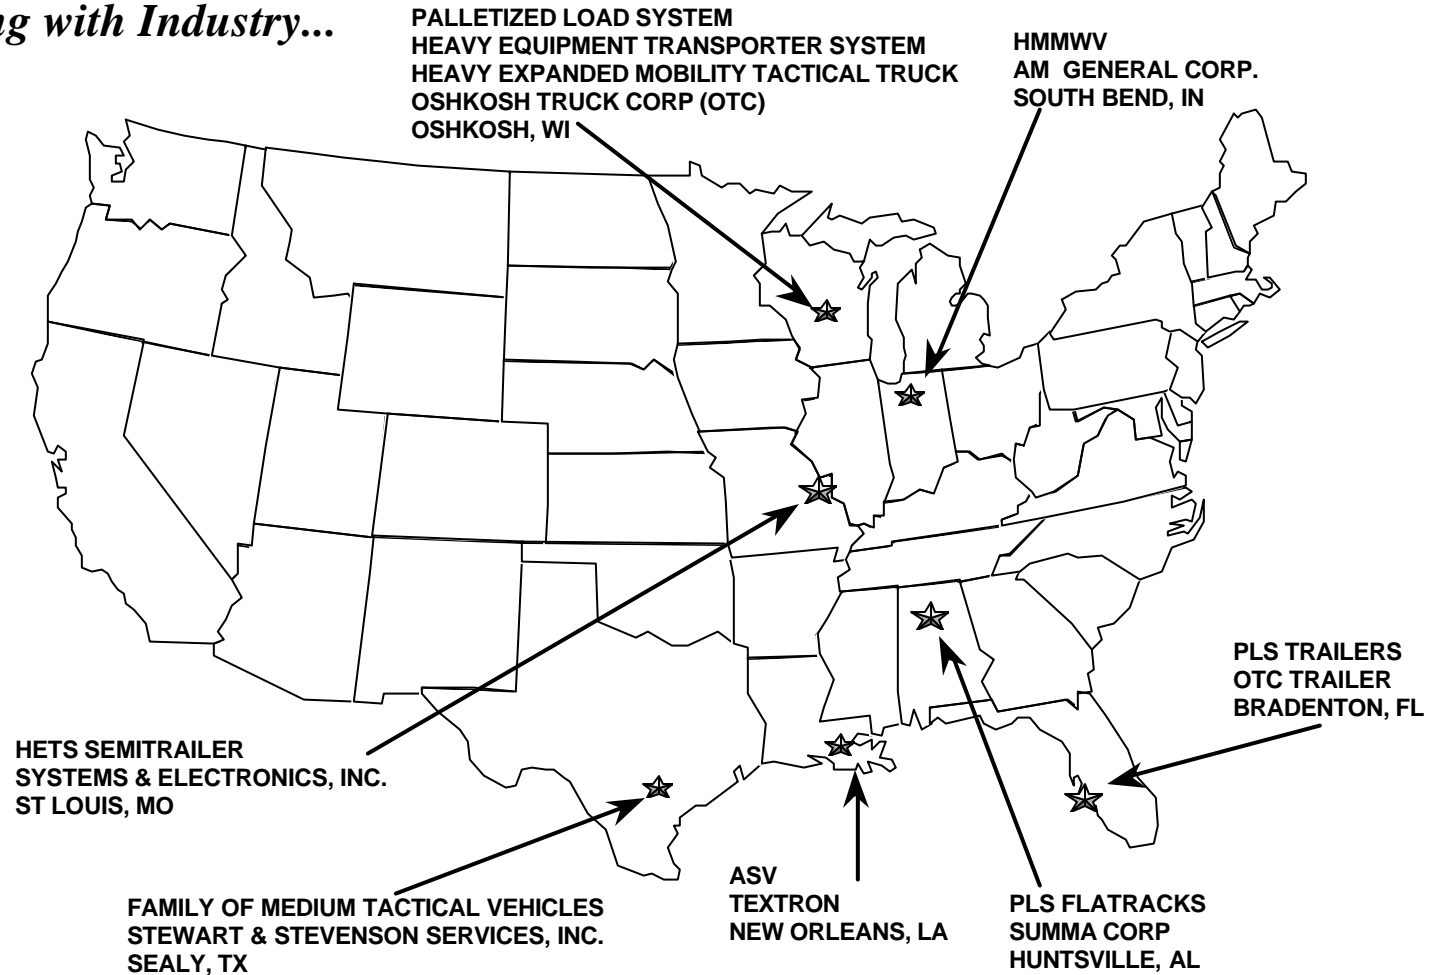 with Industry...
PALLETIZED LOAD SYSTEM
HEAVY EQUIPMENT TRANSPORTER SYSTEM
HEAVY EXPANDED MOBILITY TACTICAL TRUCK
OSHKOSH TRUCK CORP (OTC)
OSHKOSH, WI
HMMWV
AM GENERAL CORP.
SOUTH BEND, IN
PLS TRAILERS
OTC TRAILER
BRADENTON, FL
HETS SEMITRAILER
SYSTEMS & ELECTRONICS, INC.
ST LOUIS, MO
FAMILY OF MEDIUM TACTICAL VEHICLES
STEWART & STEVENSON SERVICES, INC.
SEALY, TX
ASV
TEXTRON
NEW ORLEANS, LA
PLS FLATRACKS
SUMMA CORP
HUNTSVILLE, AL